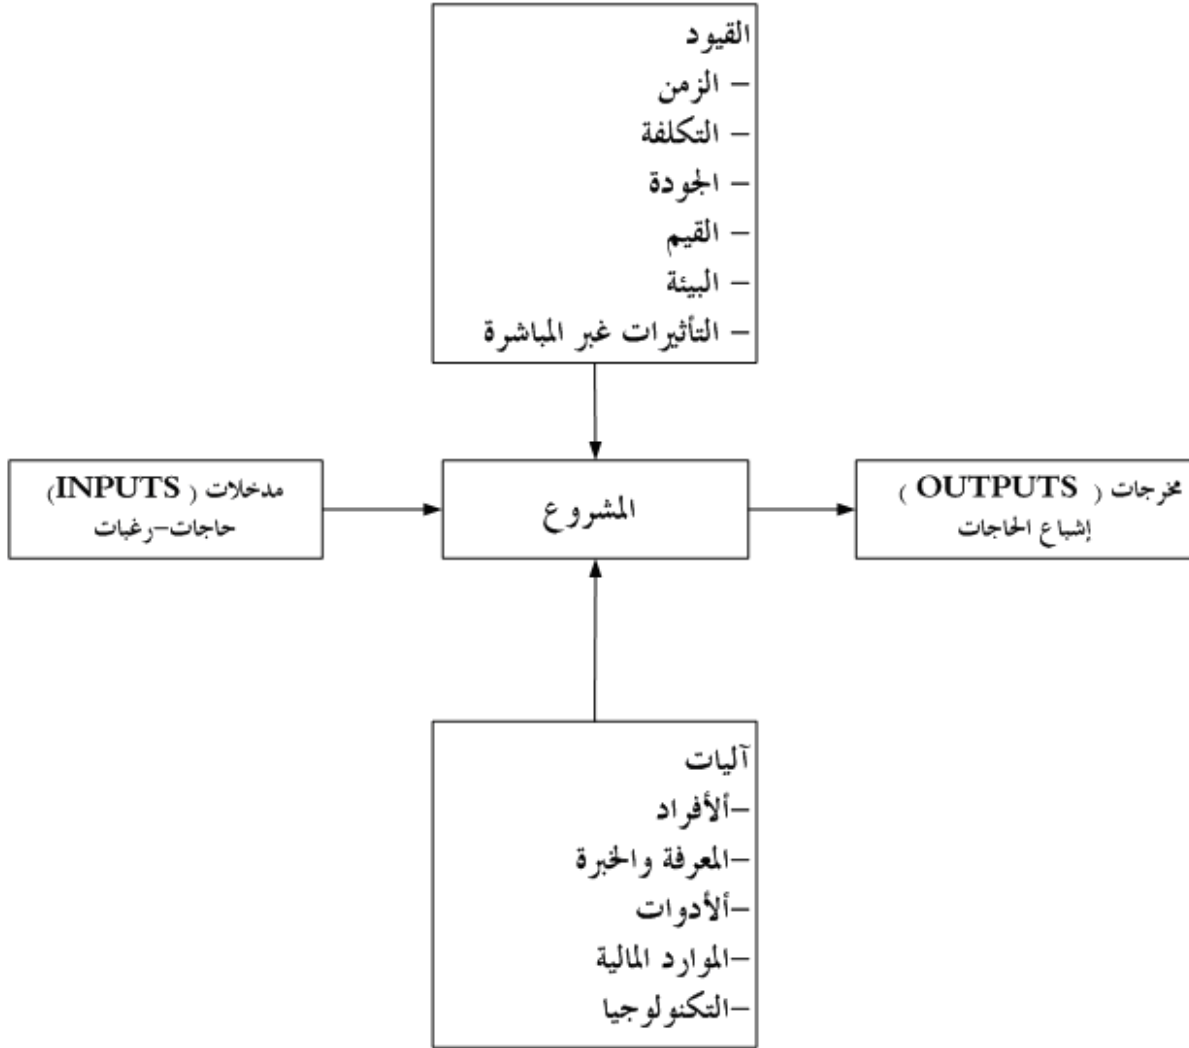 القيود
– الزمن
– التكلفة
– الجودة
– القيم
– البيئة
– التأثيرات غبر المباشرة
مدخلات ( INPUTS)
حاجات-رغبات
المشروع
مخرجات ( OUTPUTS )
إشباع الحاجات
آليات
–ألأفراد
–المعرفة والخبرة
–ألأدوات
–الموارد المالية
–التكنولوجيا